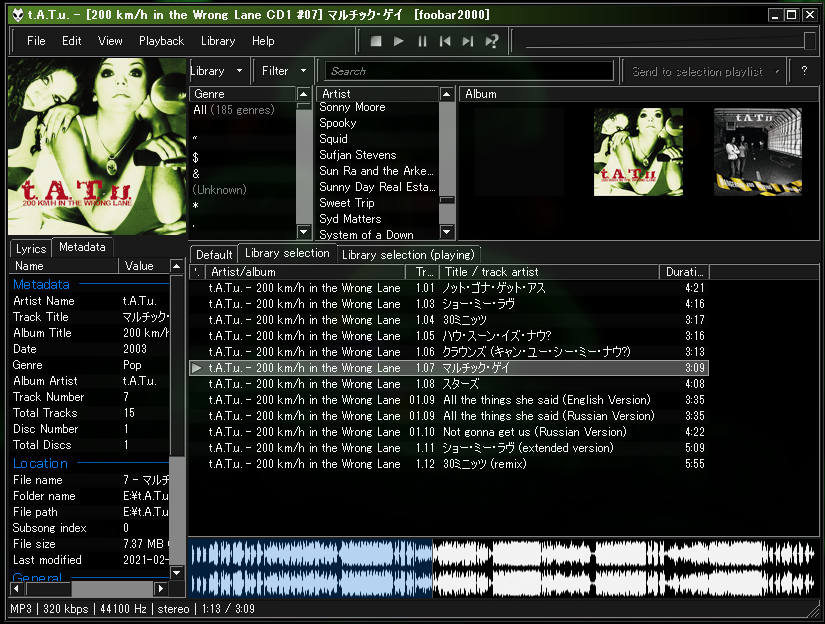 t.A.T.u. - [200 km/h in the Wrong Lane CD1 #07] マルチック・ゲイ [foobar2000]
File Edit View Playback Library Help
Library Filter Search Send to selection playlist ?
Genre
All (185 genres)
"
$
&
(Unknown)
*
.
Artist
Sonny Moore
Spooky
Squid
Sufjan Stevens
Sun Ra and the Arke...
Sunny Day Real Esta...
Sweet Trip
Syd Matters
System of a Down
Album
t.A.T.u.
200 KM/H IN THE WRONG LANE
t.A.T.u.
200 KM/H IN THE WRONG LANE
t.A.T.u.
Lyrics Metadata
Name Value
Metadata
Artist Name t.A.T.u.
Track Title マルチック・
Album Title 200 km/h
Date 2003
Genre Pop
Album Artist t.A.T.u.
Track Number 7
Total Tracks 15
Disc Number 1
Total Discs 1
Location
File name 7 - マルチ
Folder name E:¥t.A.T.u
File path E:¥t.A.T.u
Subsong index 0
File size 7.37 MB
Last modified 2021-02-
General
Default Library selection Library selection (playing)
'. Artist/album Tr... Title / track artist Durati...
t.A.T.u. - 200 km/h in the Wrong Lane 1.01 ノット・ゴナ・ゲット・アス 4:21
t.A.T.u. - 200 km/h in the Wrong Lane 1.03 ショー・ミー・ラヴ 4:16
t.A.T.u. - 200 km/h in the Wrong Lane 1.04 30ミニッツ 3:17
t.A.T.u. - 200 km/h in the Wrong Lane 1.05 ハウ・スーン・イズ・ナウ? 3:16
t.A.T.u. - 200 km/h in the Wrong Lane 1.06 クラウンズ (キャン・ユー・シー・ミー・ナウ?) 3:13
t.A.T.u. - 200 km/h in the Wrong Lane 1.07 マルチック・ゲイ 3:09
t.A.T.u. - 200 km/h in the Wrong Lane 1.08 スターズ 4:08
t.A.T.u. - 200 km/h in the Wrong Lane 01.09 All the things she said (English Version) 3:35
t.A.T.u. - 200 km/h in the Wrong Lane 01.09 All the things she said (Russian Version) 3:35
t.A.T.u. - 200 km/h in the Wrong Lane 01.10 Not gonna get us (Russian Version) 4:22
t.A.T.u. - 200 km/h in the Wrong Lane 1.11 ショー・ミー・ラヴ (extended version) 5:09
t.A.T.u. - 200 km/h in the Wrong Lane 1.12 30ミニッツ (remix) 5:55
MP3 | 320 kbps | 44100 Hz | stereo | 1:13 / 3:09